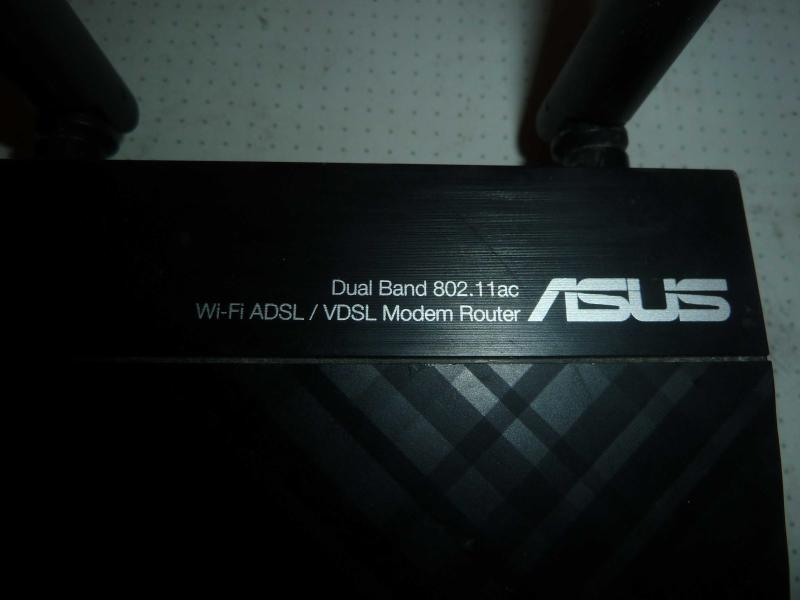 Dual Band 802.11ac
Wi-Fi ADSL / VDSL Modem Router
ASUS